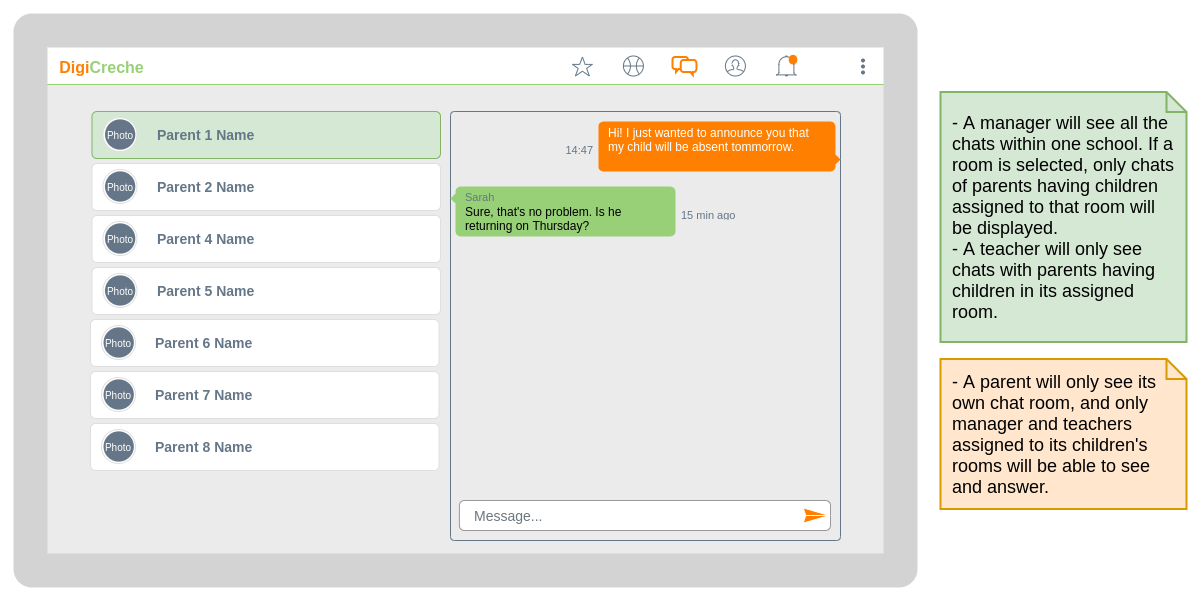 DigiCreche
Photo Parent 1 Name
Photo Parent 2 Name
Photo Parent 4 Name
Photo Parent 5 Name
Photo Parent 6 Name
Photo Parent 7 Name
Photo Parent 8 Name
Hi! I just wanted to announce you that
my child will be absent tommorrow.
14:47
Sarah
Sure, that's no problem. Is he
returning on Thursday?
15 min ago
Message...
- A manager will see all the
chats within one school. If a
room is selected, only chats
of parents having children
assigned to that room will
be displayed.
- A teacher will only see
chats with parents having
children in its assigned
room.
- A parent will only see its
own chat room, and only
manager and teachers
assigned to its children's
rooms will be able to see
and answer.